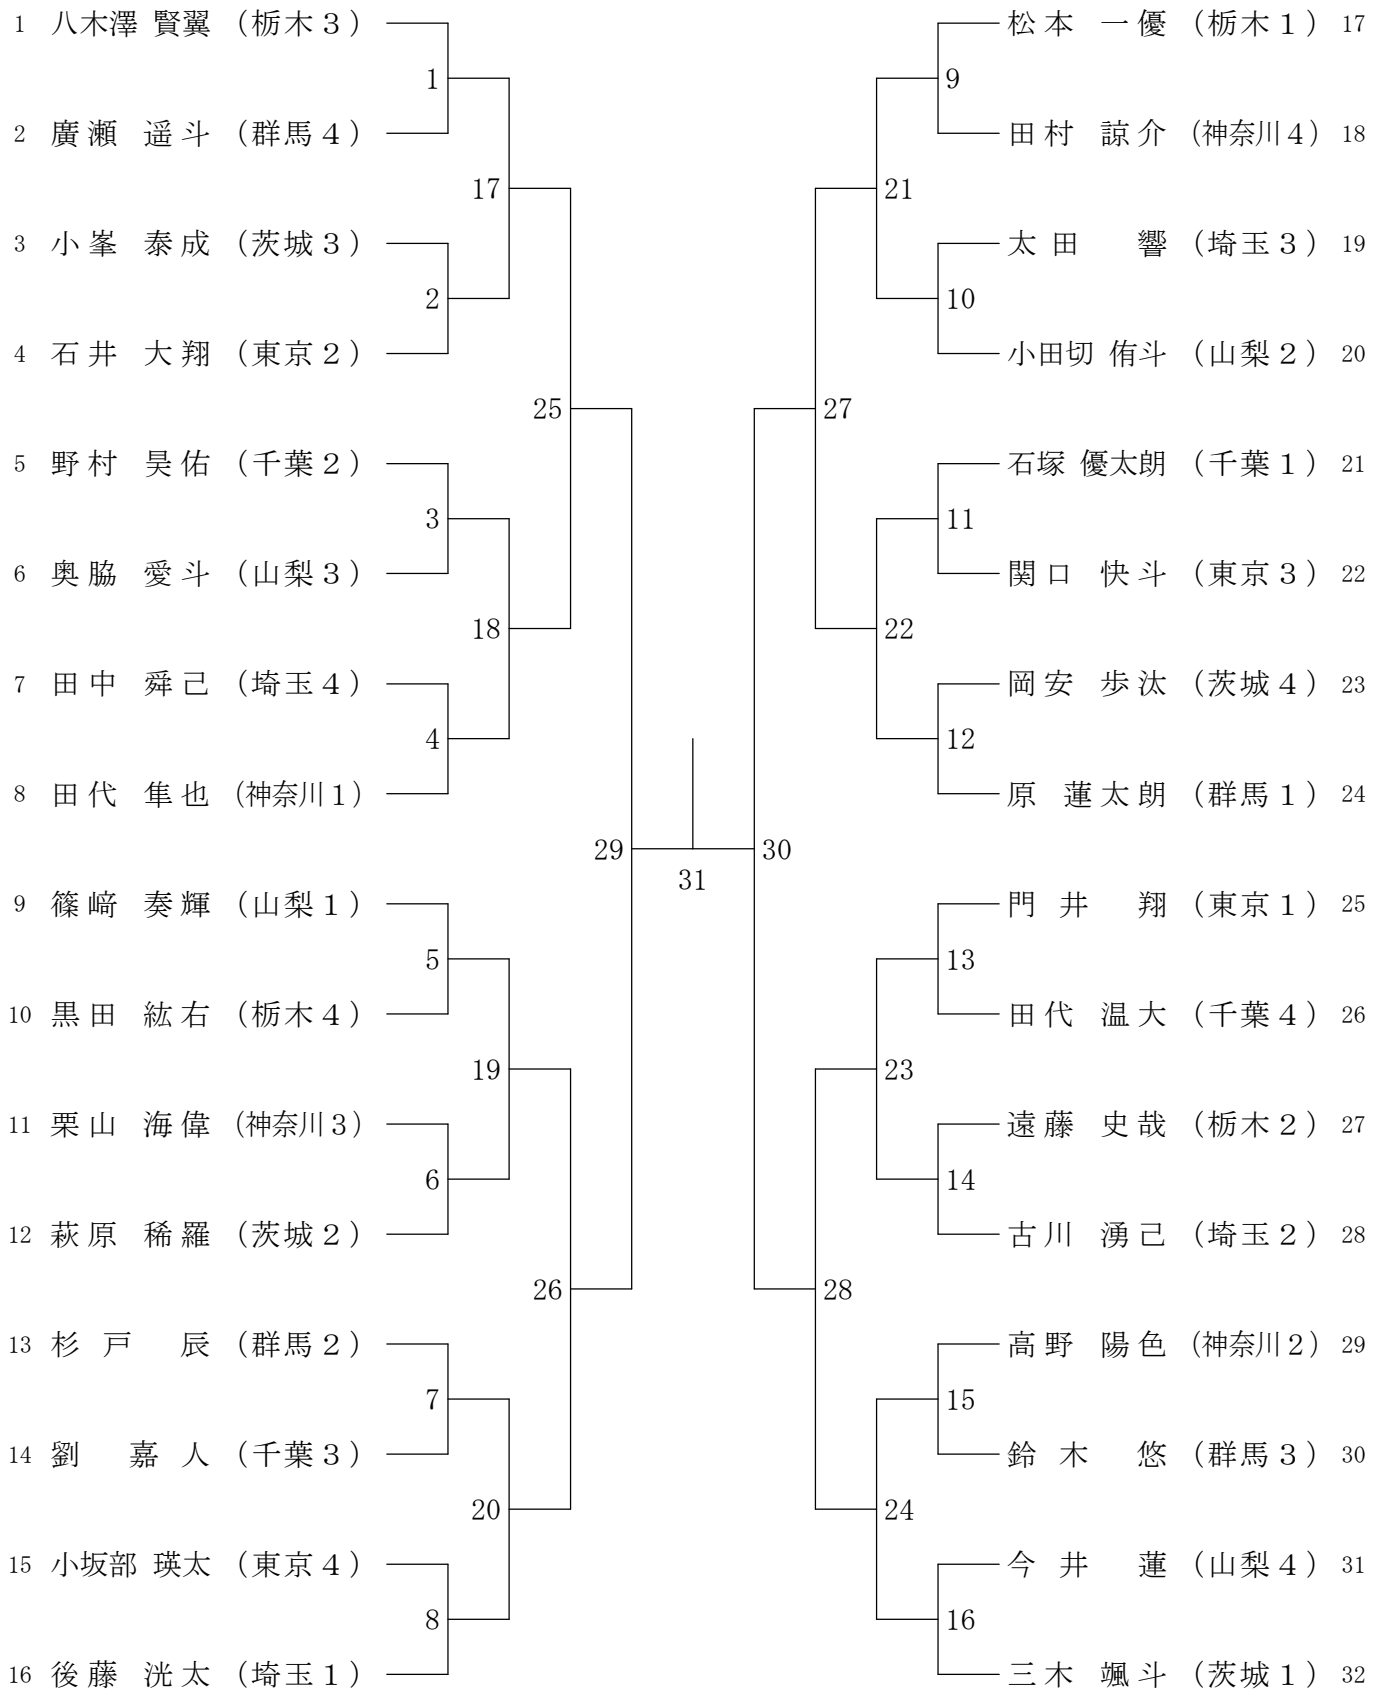 1 八木澤 賢翼 （栃木３）
1
2 廣瀬 遥斗 （群馬４）
17
3 小峯 泰成 （茨城３）
2
4 石井 大翔 （東京２）
25
5 野村 昊佑 （千葉２）
3
6 奥脇 愛斗 （山梨３）
18
7 田中 舜己 （埼玉４）
4
8 田代 隼也 （神奈川１）
29
9 篠﨑 奏輝 （山梨１）
5
10 黒田 紘右 （栃木４）
19
11 栗山 海偉 （神奈川３）
6
12 萩原 稀羅 （茨城２）
26
13 杉戸 辰 （群馬２）
7
14 劉 嘉人 （千葉３）
20
15 小坂部 瑛太 （東京４）
8
16 後藤 洸太 （埼玉１）
31
松本 一優 （栃木１） 17
9
田村 諒介 （神奈川４） 18
21
太田 響 （埼玉３） 19
10
小田切 侑斗 （山梨２） 20
27
石塚 優太朗 （千葉１） 21
11
関口 快斗 （東京３） 22
22
岡安 歩汰 （茨城４） 23
12
原 蓮太朗 （群馬１） 24
30
門井 翔 （東京１） 25
13
田代 温大 （千葉４） 26
23
遠藤 史哉 （栃木２） 27
14
古川 湧己 （埼玉２） 28
28
高野 陽色 （神奈川２） 29
15
鈴木 悠 （群馬３） 30
24
今井 蓮 （山梨４） 31
16
三木 颯斗 （茨城１） 32